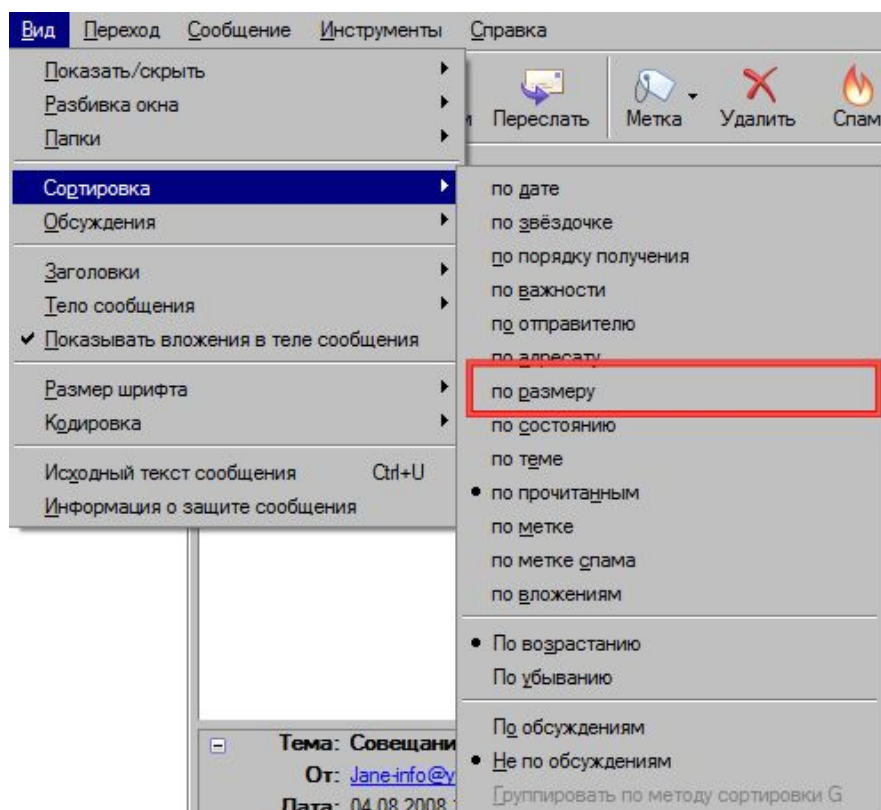 Вид Переход Сообщение Инструменты Справка
Показать/скрыть
Разбивка окна
Папки
Переслать Метка Удалить Спам
Сортировка
Обсуждения
Заголовки
Тело сообщения
Показывать вложения в теле сообщения
Размер шрифта
Кодировка
Исходный текст сообщения Ctrl+U
Информация о защите сообщения
по дате
по звёздочке
по порядку получения
по важности
по отправителю
по адресату
по размеру
по состоянию
по теме
по прочитанным
по метке
по метке спама
по вложениям
По возрастанию
По убыванию
По обсуждениям
Не по обсуждениям
Группировать по методу сортировки G
Тема: Совещани
От: Jane-info@y
Дата: 04.08.2008